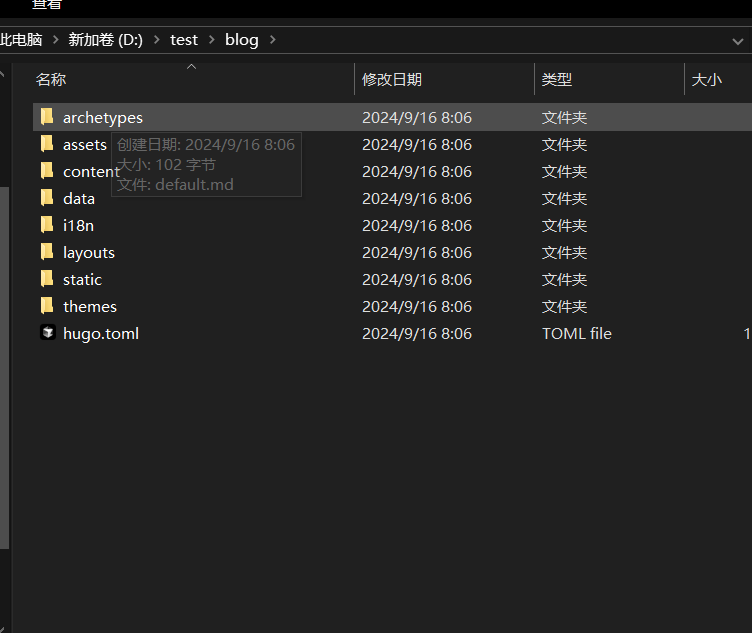 查看
此电脑 > 新加卷 (D:) > test > blog >
名称 修改日期 类型 大小
archetypes 2024/9/16 8:06 文件夹
assets 2024/9/16 8:06 文件夹
创建日期: 2024/9/16 8:06
大小: 102 字节
文件: default.md
content 2024/9/16 8:06 文件夹
data 2024/9/16 8:06 文件夹
i18n 2024/9/16 8:06 文件夹
layouts 2024/9/16 8:06 文件夹
static 2024/9/16 8:06 文件夹
themes 2024/9/16 8:06 文件夹
hugo.toml 2024/9/16 8:06 TOML file 1